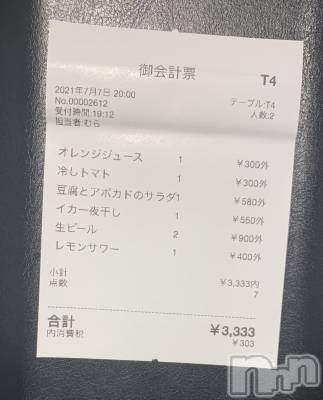 御会計票 T4
2021年7月7日 20:00 テーブル:T4
No.00002612 人数:2
受付時間:19:12
担当者:むら
オレンジジュース 1 ¥300外
冷しトマト 1 ¥300外
豆腐とアボカドのサラダ1 ¥580外
イカ一夜干し 1 ¥550外
生ビール 2 ¥900外
レモンサワー 1 ¥400外
小計 ¥3,333内
点数 7
合計 ¥3,333
内消費税 ¥303